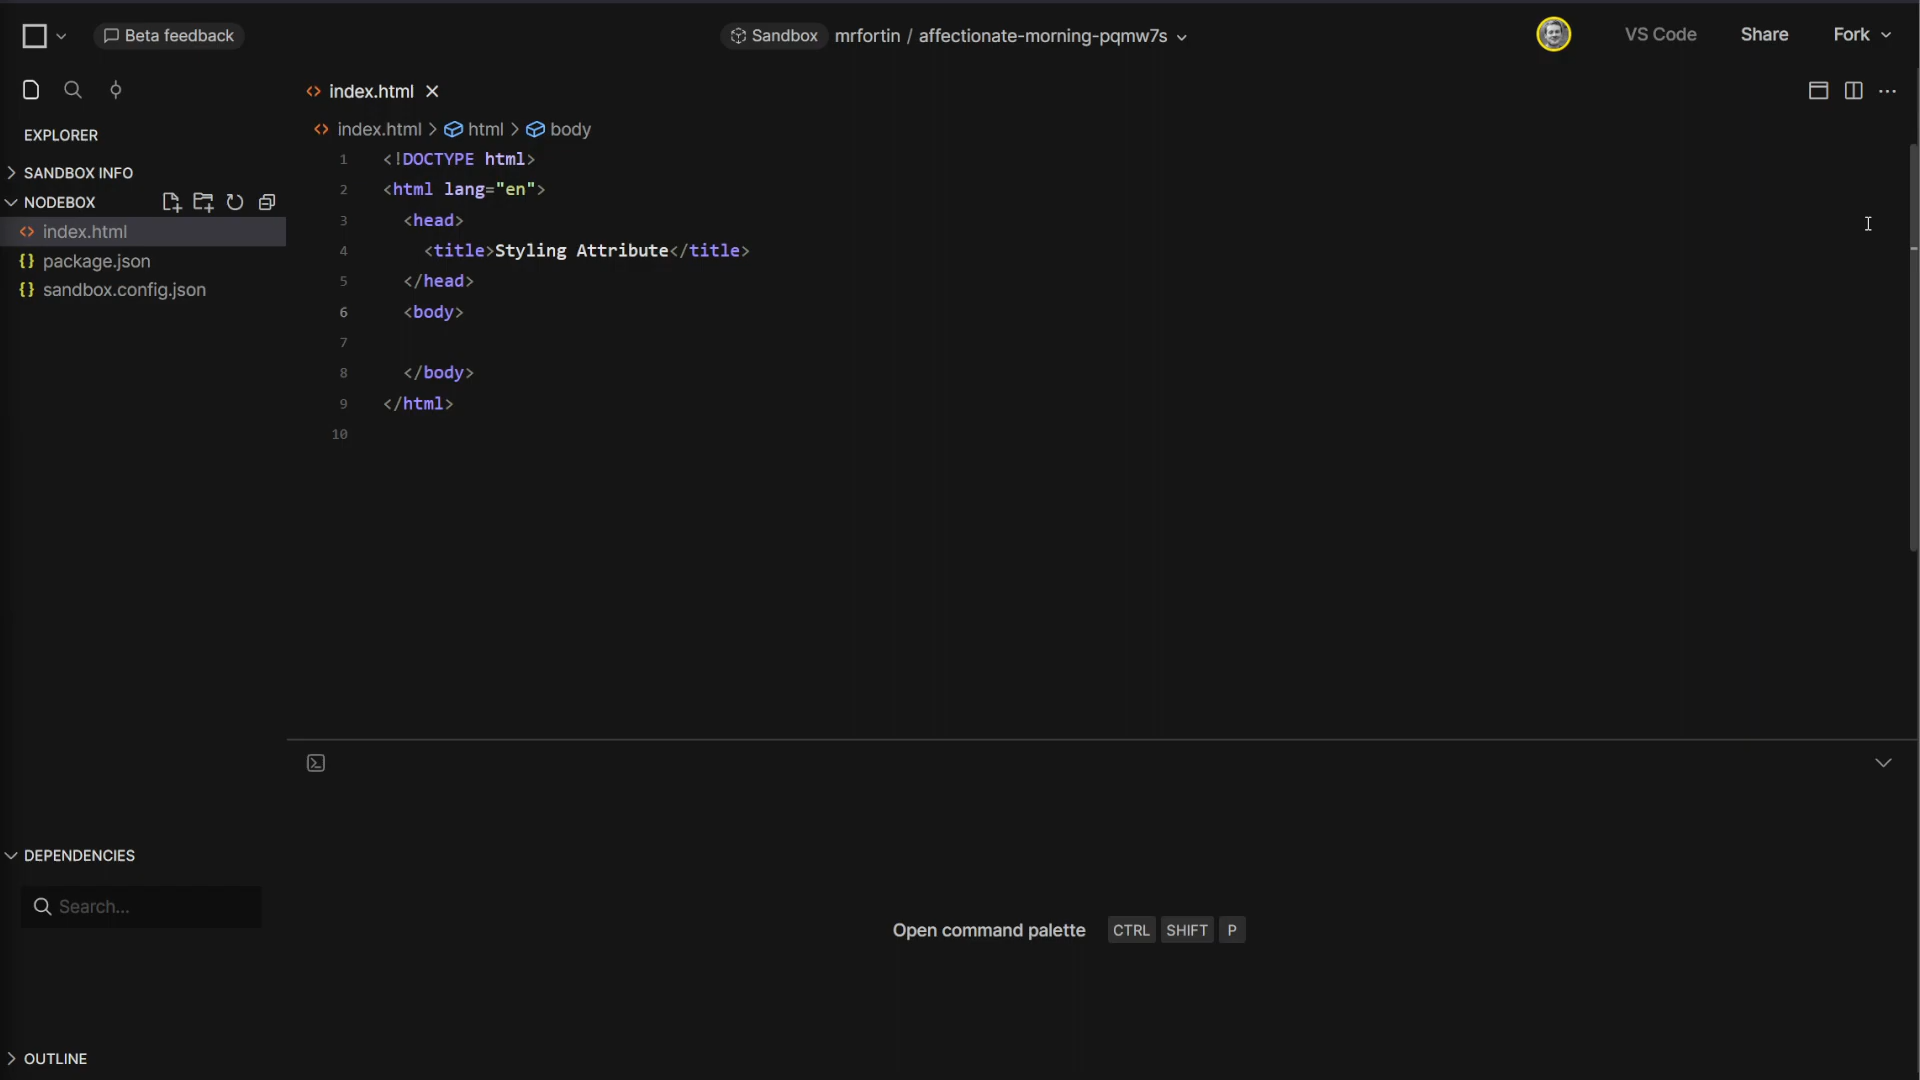 Beta feedback
Sandbox mrfortin / affectionate-morning-pqmw7s
VS Code
Share
Fork
index.html
EXPLORER
SANDBOX INFO
NODEBOX
index.html
{} package.json
{} sandbox.config.json
index.html > html > body
1 <!DOCTYPE html>
2 <html lang="en">
3 <head>
4 <title>Styling Attribute</title>
5 </head>
6 <body>
7
8 </body>
9 </html>
10
DEPENDENCIES
Search...
Open command palette CTRL SHIFT P
OUTLINE